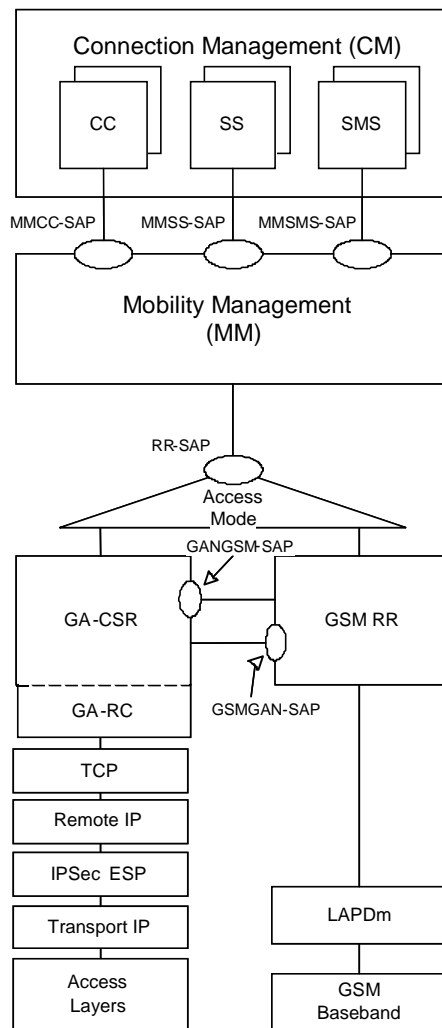 Connection Management (CM)
CC
SS
SMS
MMCC-SAP
MMSS-SAP
MMSMS-SAP
Mobility Management
(MM)
RR-SAP
Access
Mode
GANGSM-SAP
GA-CSR
GSM RR
GA-RC
GSMGAN-SAP
TCP
Remote IP
IPSec ESP
Transport IP
LAPDm
Access
Layers
GSM
Baseband